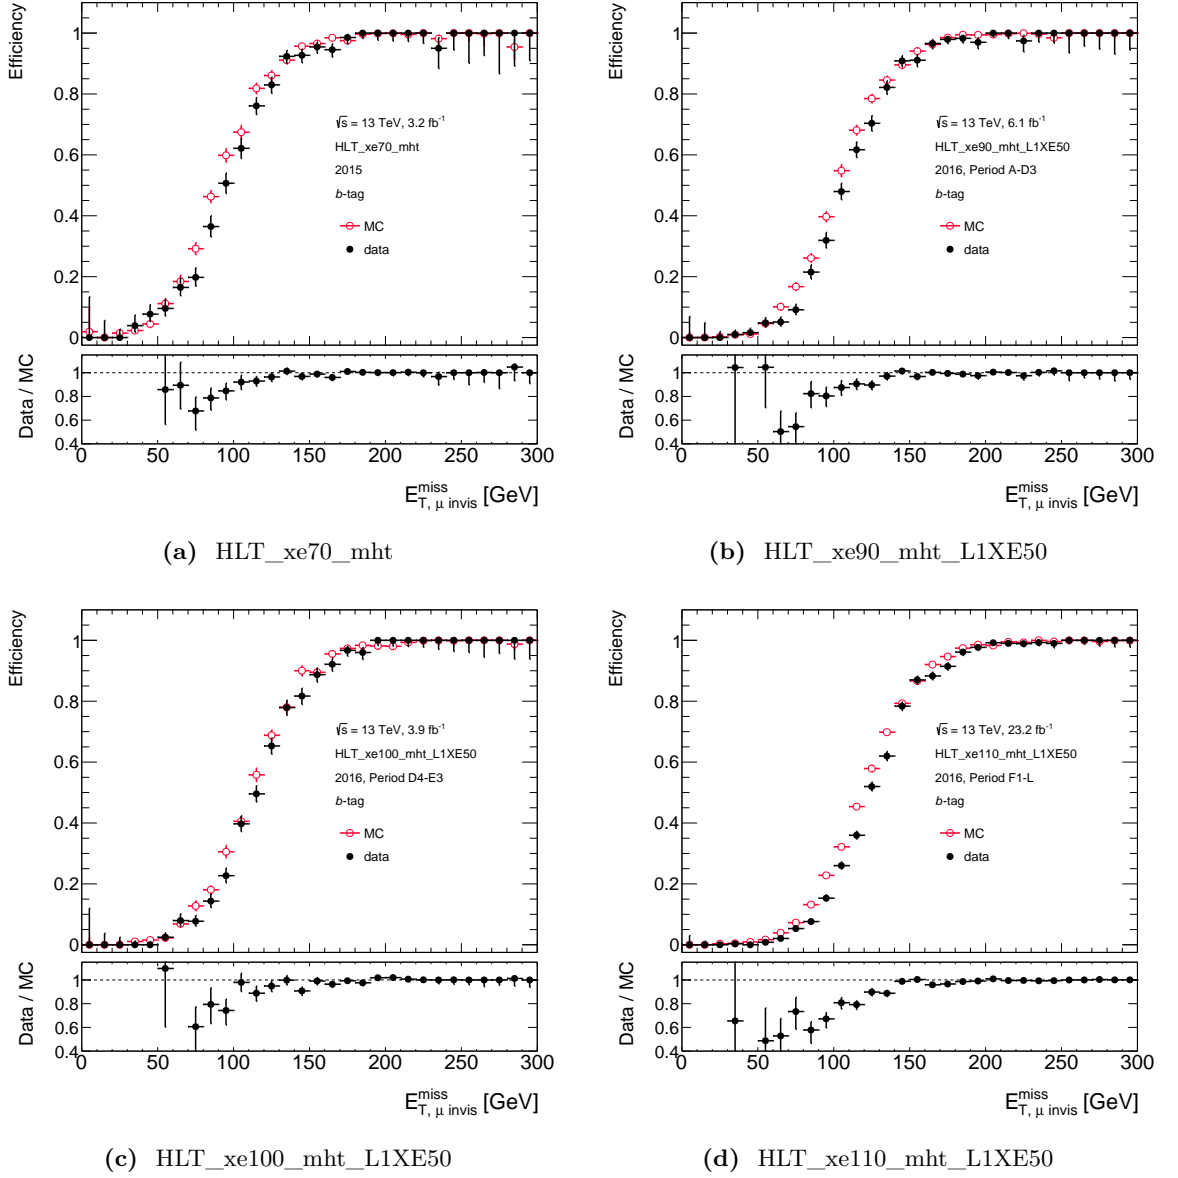 Efficiency
1
0.8
0.6
0.4
0.2
0
√s = 13 TeV, 3.2 fb⁻¹
HLT_xe70_mht
2015
b-tag
MC
data
Data / MC
1
0.8
0.6
0.4
0 50 100 150 200 250 300
E_{T, μ invis}^{miss} [GeV]
(a) HLT_xe70_mht
Efficiency
1
0.8
0.6
0.4
0.2
0
√s = 13 TeV, 6.1 fb⁻¹
HLT_xe90_mht_L1XE50
2016, Period A-D3
b-tag
MC
data
Data / MC
1
0.8
0.6
0.4
0 50 100 150 200 250 300
E_{T, μ invis}^{miss} [GeV]
(b) HLT_xe90_mht_L1XE50
Efficiency
1
0.8
0.6
0.4
0.2
0
√s = 13 TeV, 3.9 fb⁻¹
HLT_xe100_mht_L1XE50
2016, Period D4-E3
b-tag
MC
data
Data / MC
1
0.8
0.6
0.4
0 50 100 150 200 250 300
E_{T, μ invis}^{miss} [GeV]
(c) HLT_xe100_mht_L1XE50
Efficiency
1
0.8
0.6
0.4
0.2
0
√s = 13 TeV, 23.2 fb⁻¹
HLT_xe110_mht_L1XE50
2016, Period F1-L
b-tag
MC
data
Data / MC
1
0.8
0.6
0.4
0 50 100 150 200 250 300
E_{T, μ invis}^{miss} [GeV]
(d) HLT_xe110_mht_L1XE50